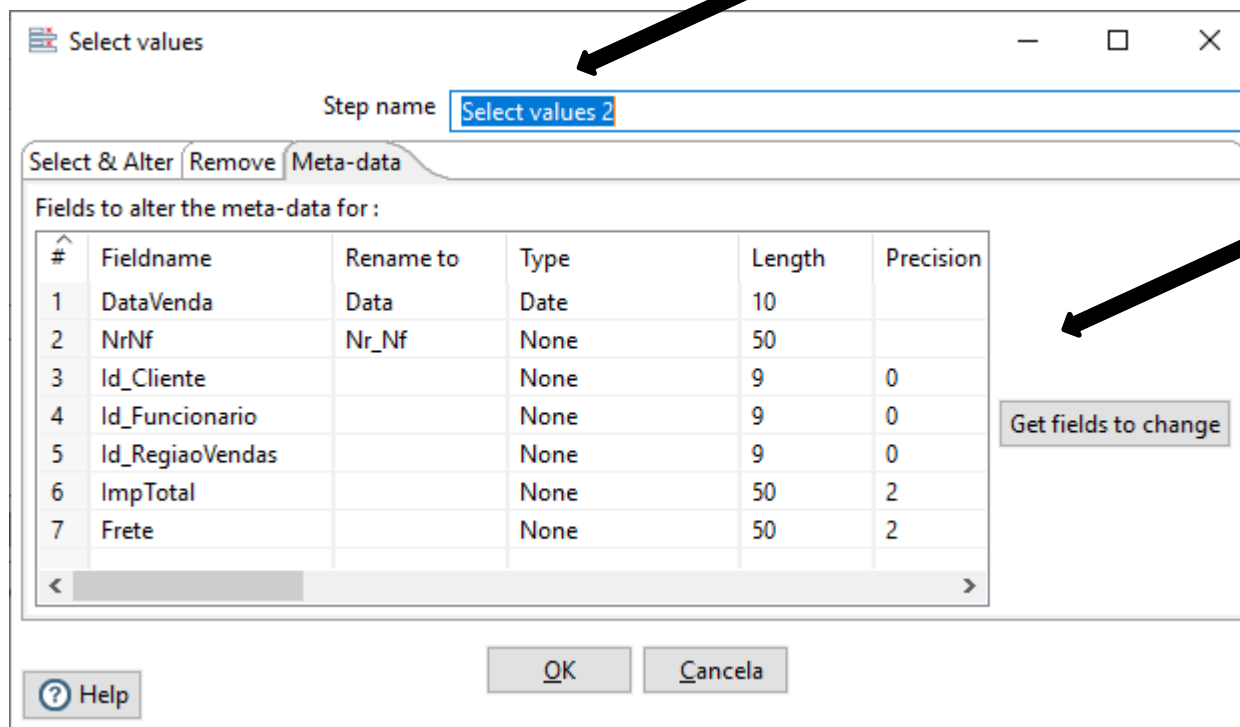 Select values
Step name Select values 2
Select & Alter Remove Meta-data
Fields to alter the meta-data for :
# Fieldname Rename to Type Length Precision
1 DataVenda Data Date 10
2 NrNf Nr_Nf None 50
3 Id_Cliente None 9 0
4 Id_Funcionario None 9 0
5 Id_RegiaoVendas None 9 0
6 ImpTotal None 50 2
7 Frete None 50 2
Get fields to change
OK Cancela
? Help